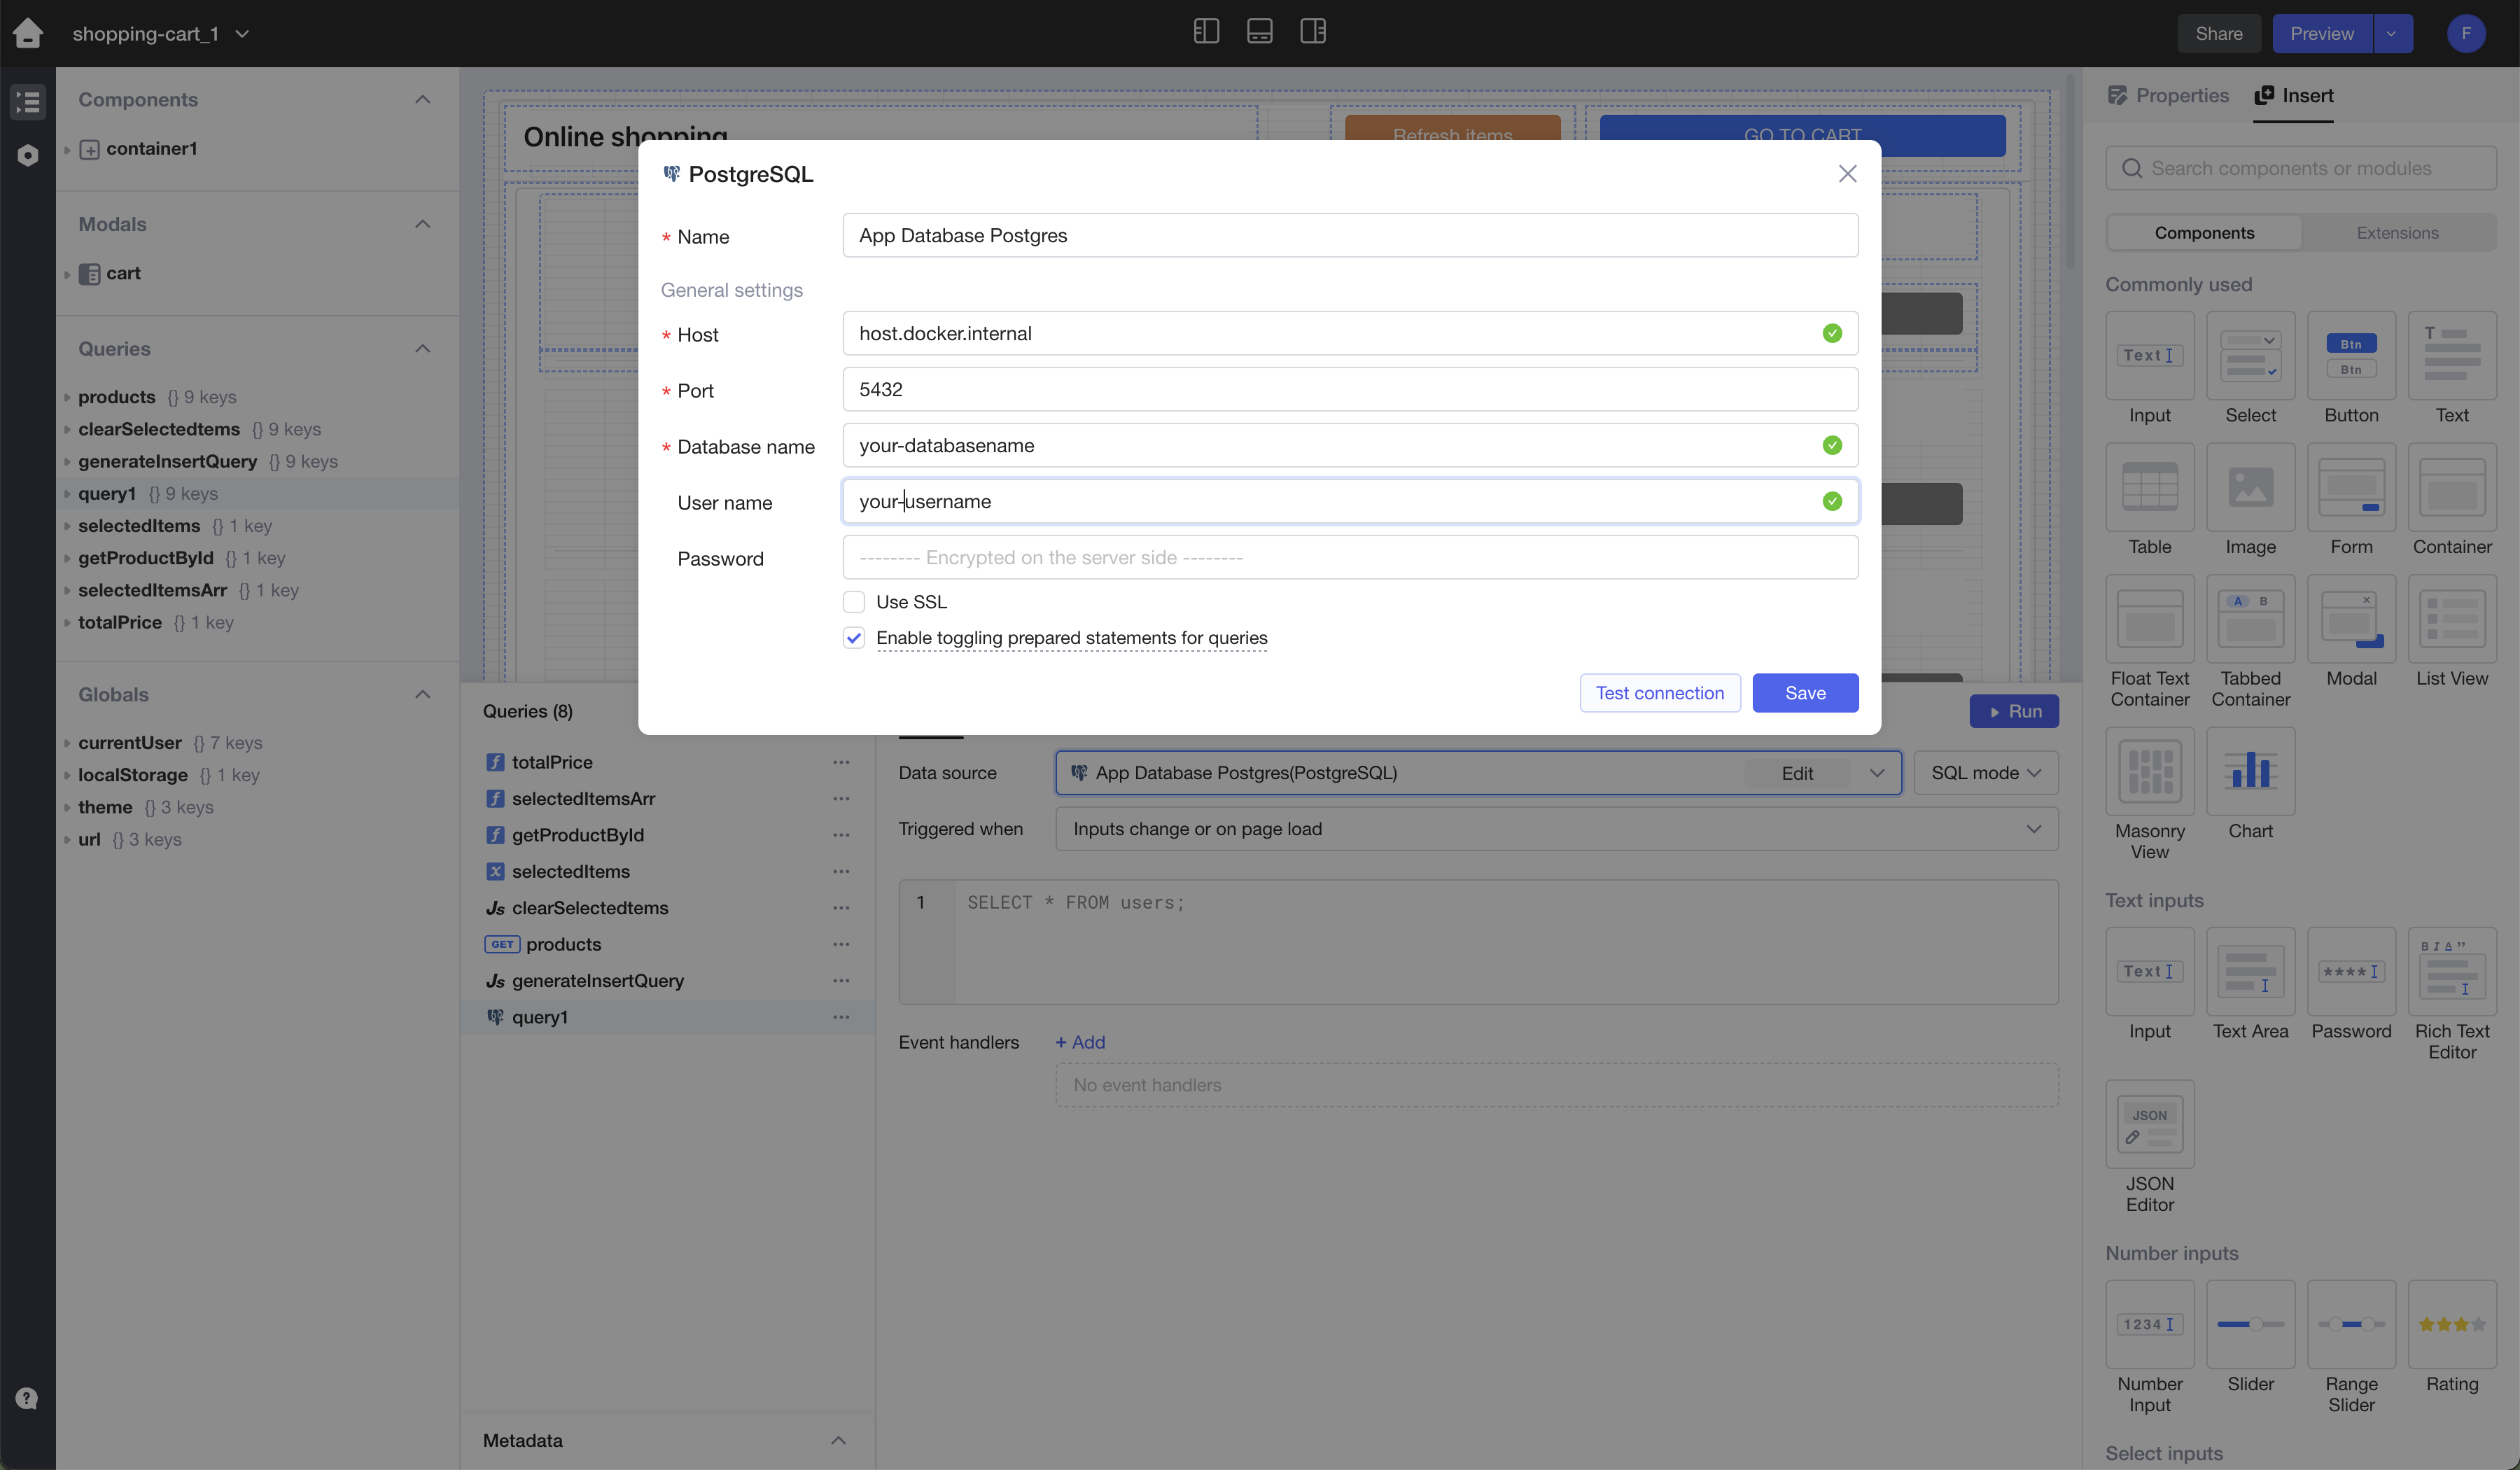 shopping-cart_1
Share
Preview
F
Components
container1
Modals
cart
Queries
products {} 9 keys
clearSelectedtems {} 9 keys
generateInsertQuery {} 9 keys
query1 {} 9 keys
selectedItems {} 1 key
getProductById {} 1 key
selectedItemsArr {} 1 key
totalPrice {} 1 key
Globals
currentUser {} 7 keys
localStorage {} 1 key
theme {} 3 keys
url {} 3 keys
Online shopping
Refresh items
GO TO CART
PostgreSQL
* Name
App Database Postgres
General settings
* Host
host.docker.internal
* Port
5432
* Database name
your-databasename
User name
your-username
Password
-------- Encrypted on the server side --------
Use SSL
Enable toggling prepared statements for queries
Test connection
Save
Queries (8)
Run
totalPrice
selectedItemsArr
getProductById
selectedItems
JS clearSelectedtems
GET products
JS generateInsertQuery
query1
Metadata
Data source
App Database Postgres(PostgreSQL)
Edit
SQL mode
Triggered when
Inputs change or on page load
1
SELECT * FROM users;
Event handlers
+ Add
No event handlers
Properties
Insert
Search components or modules
Components
Extensions
Commonly used
Text
Btn
Btn
T
Input
Select
Button
Text
Table
Image
Form
Container
A B
Float Text Container
Tabbed Container
Modal
List View
Masonry View
Chart
Text inputs
Text
****
B I A ”
Input
Text Area
Password
Rich Text Editor
JSON
JSON Editor
Number inputs
1234
Number Input
Slider
Range Slider
Rating
Select inputs